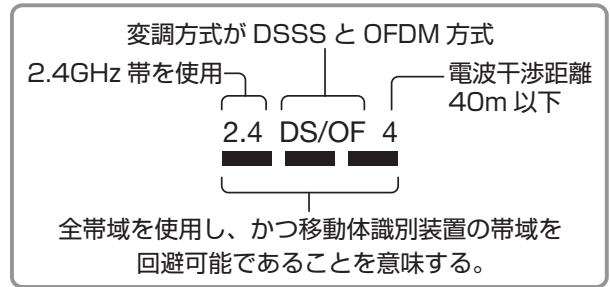 変調方式が DSSS と OFDM 方式
2.4GHz 帯を使用
電波干渉距離
40m 以下
2.4 DS/OF 4
全帯域を使用し、かつ移動体識別装置の帯域を
回避可能であることを意味する。